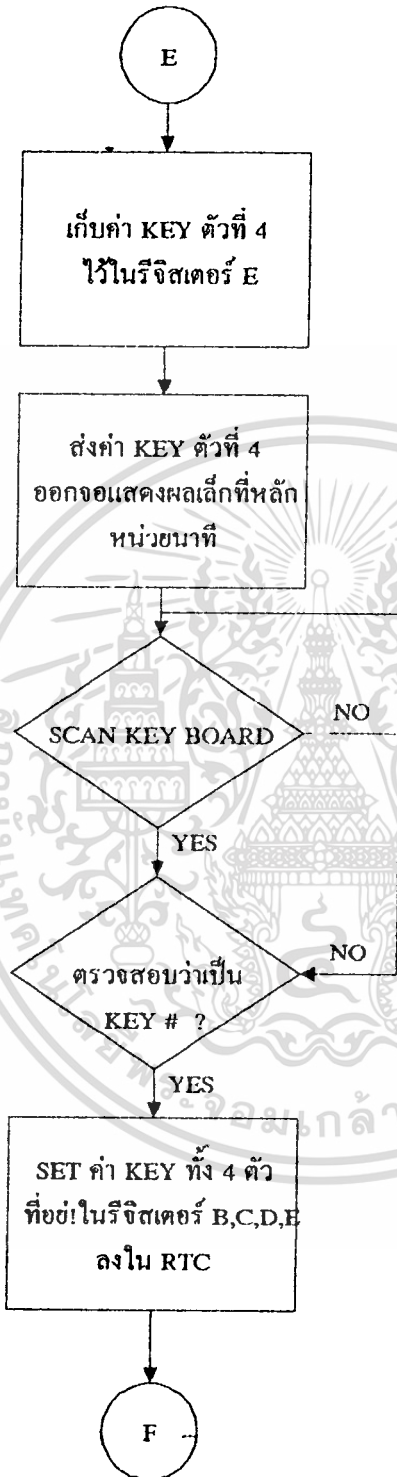 E
เก็บค่า KEY ตัวที่ 4
ไว้ในรีจิสเตอร์ E
ส่งค่า KEY ตัวที่ 4
ออกจอแสดงผลเล็กที่หลัก
หน่วยนาที
SCAN KEY BOARD
NO
YES
ตรวจสอบว่าเป็น
KEY # ?
NO
YES
SET ค่า KEY ทั้ง 4 ตัว
ที่อยู่ในรีจิสเตอร์ B,C,D,E
ลงใน RTC
F